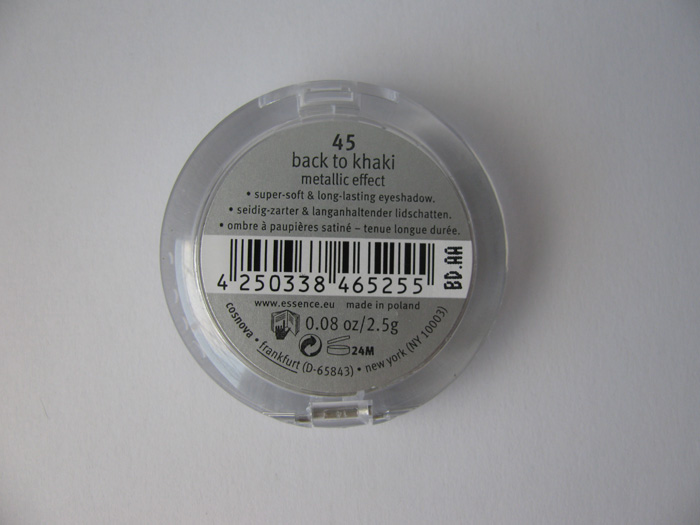 45
back to khaki
metallic effect
• super-soft & long-lasting eyeshadow.
• seidig-zarter & langanhaltender lidschatten.
• ombre à paupières satiné – tenue longue durée.
4 250338 465255
BD.AA
www.essence.eu made in poland
0.08 oz/2.5g
24M
cosnova • frankfurt (D-65843) • new york (NY 10003)